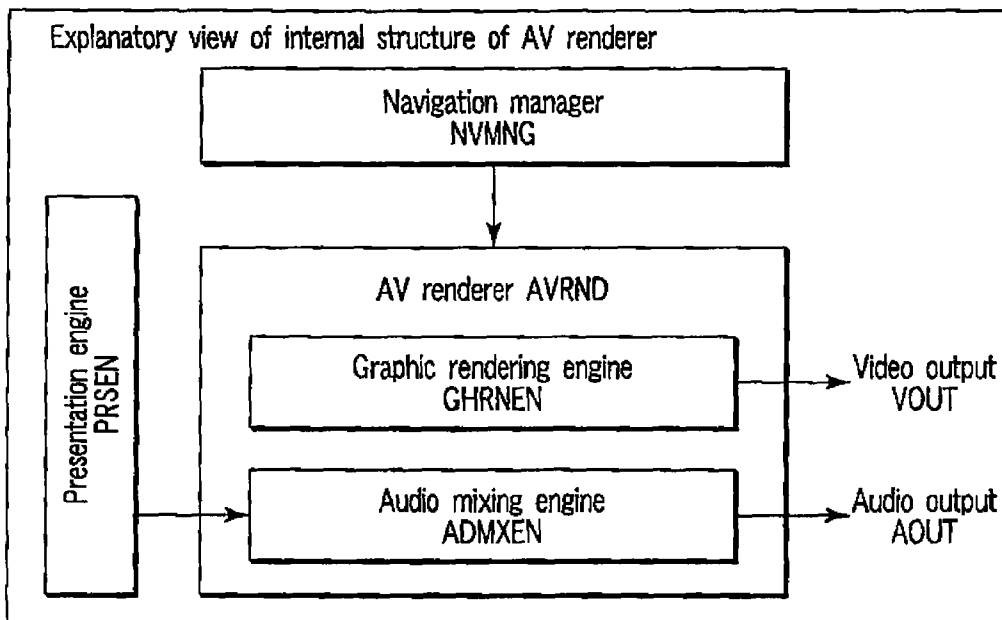 Explanatory view of internal structure of AV renderer
Navigation manager
NVMNG
Presentation engine
PRSEN
AV renderer AVRND
Graphic rendering engine
GHRNEN
Video output
VOUT
Audio mixing engine
ADMXEN
Audio output
AOUT